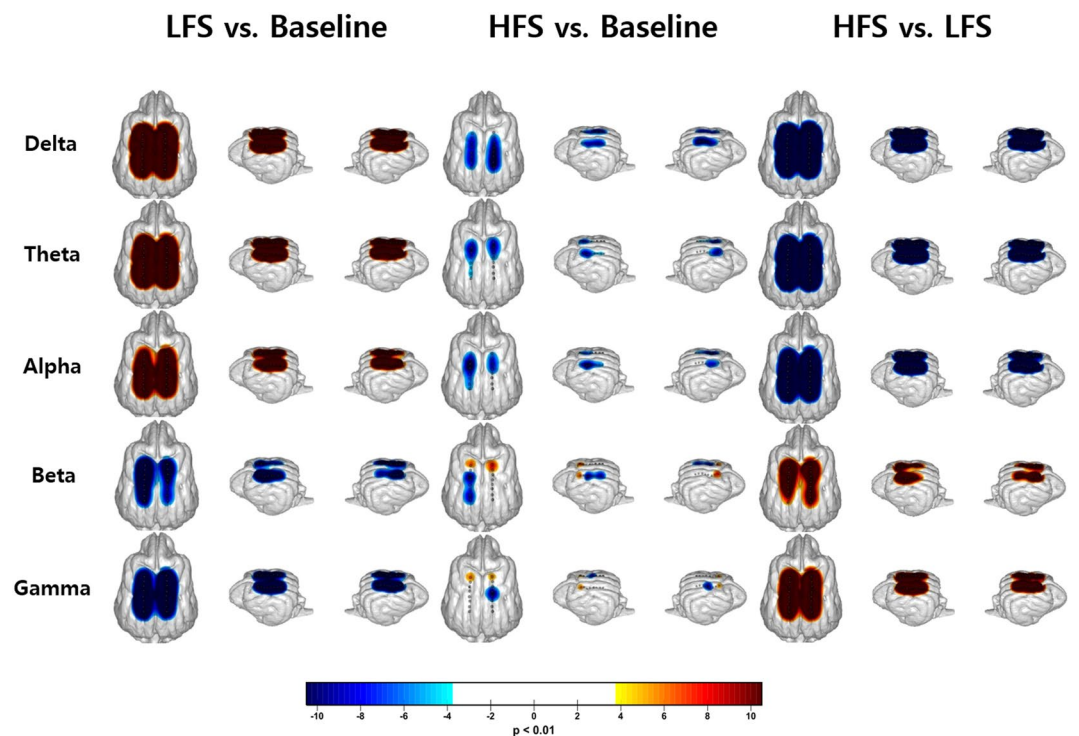 LFS vs. Baseline HFS vs. Baseline HFS vs. LFS
Delta
Theta
Alpha
Beta
Gamma
-10 -8 -6 -4 -2 0 2 4 6 8 10
p < 0.01